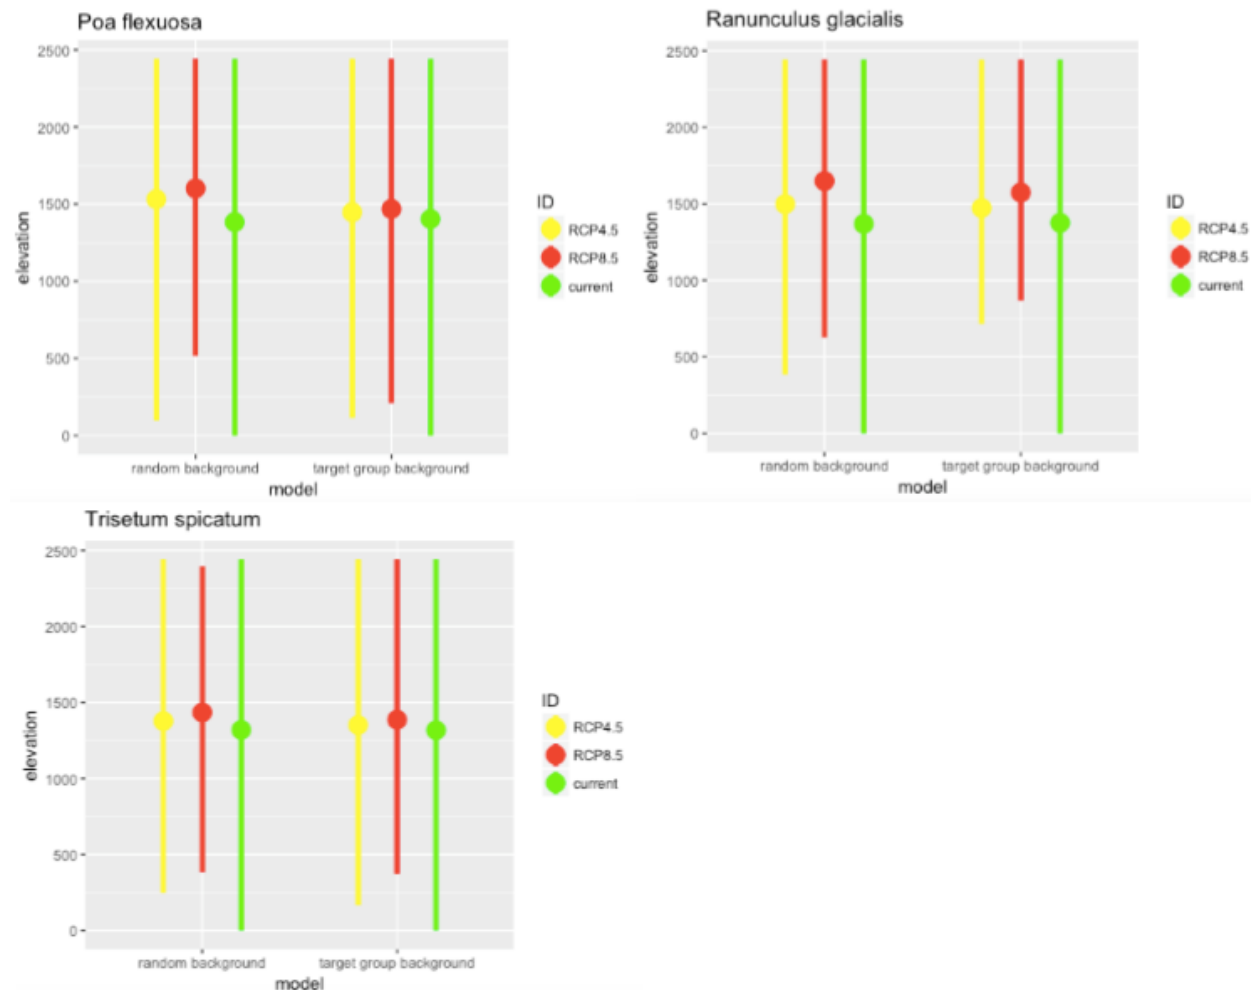 Poa flexuosa
2500
2000
1500
1000
500
0
elevation
random background
target group background
model
ID
RCP4.5
RCP8.5
current
Ranunculus glacialis
2500
2000
1500
1000
500
0
elevation
random background
target group background
model
ID
RCP4.5
RCP8.5
current
Trisetum spicatum
2500
2000
1500
1000
500
0
elevation
random background
target group background
model
ID
RCP4.5
RCP8.5
current